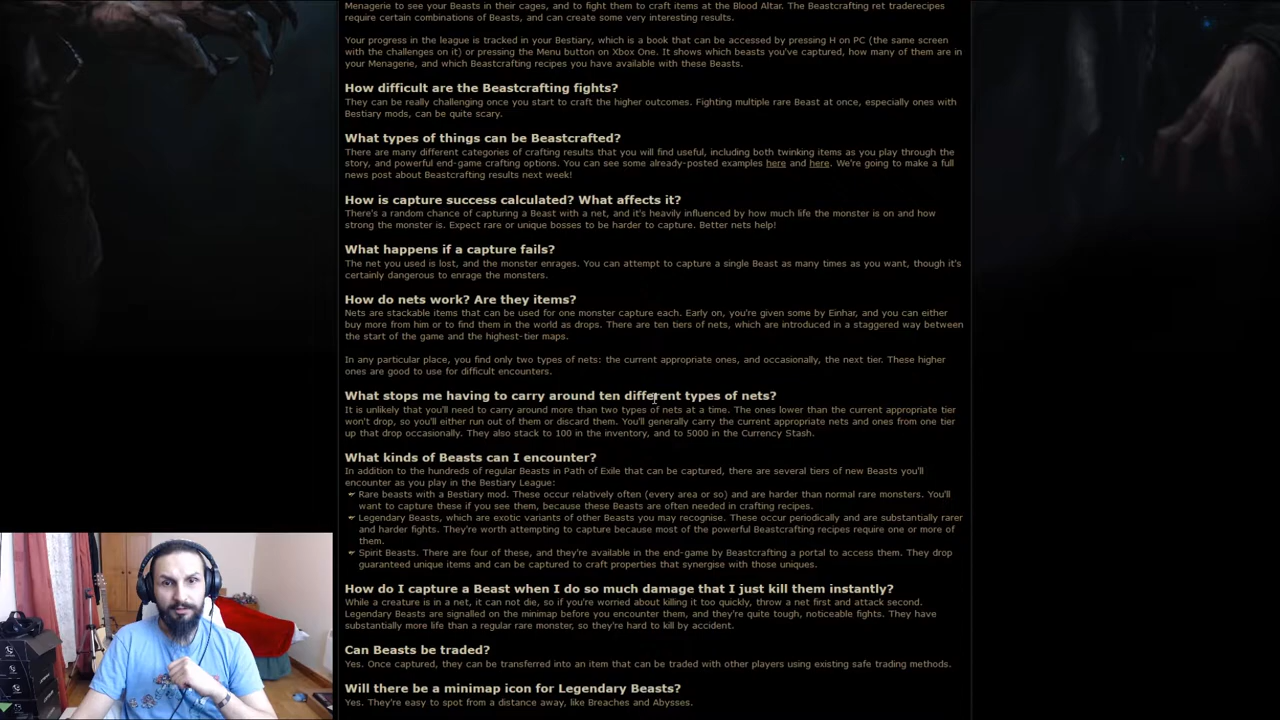 Menagerie to see your Beasts in their cages, and to fight them to craft items at the Blood Altar. The Beastcrafting ret traderecipes
require certain combinations of Beasts, and can create some very interesting results.
Your progress in the league is tracked in your Bestiary, which is a book that can be accessed by pressing H on PC (the same screen
with the challenges on it) or pressing the Menu button on Xbox One. It shows which beasts you've captured, how many of them are in
your Menagerie, and which Beastcrafting recipes you have available with these Beasts.
How difficult are the Beastcrafting fights?
They can be really challenging once you start to craft the higher outcomes. Fighting multiple rare Beast at once, especially ones with
Bestiary mods, can be quite scary.
What types of things can be Beastcrafted?
There are many different categories of crafting results that you will find useful, including both twinking items as you play through the
story, and powerful end-game crafting options. You can see some already-posted examples here and here. We're going to make a full
news post about Beastcrafting results next week!
How is capture success calculated? What affects it?
There's a random chance of capturing a Beast with a net, and it's heavily influenced by how much life the monster is on and how
strong the monster is. Expect rare or unique bosses to be harder to capture. Better nets help!
What happens if a capture fails?
The net you used is lost, and the monster enrages. You can attempt to capture a single Beast as many times as you want, though it's
certainly dangerous to enrage the monsters.
How do nets work? Are they items?
Nets are stackable items that can be used for one monster capture each. Early on, you're given some by Einhar, and you can either
buy more from him or to find them in the world as drops. There are ten tiers of nets, which are introduced in a staggered way between
the start of the game and the highest-tier maps.
In any particular place, you find only two types of nets: the current appropriate ones, and occasionally, the next tier. These higher
ones are good to use for difficult encounters.
What stops me having to carry around ten different types of nets?
It is unlikely that you'll need to carry around more than two types of nets at a time. The ones lower than the current appropriate tier
won't drop, so you'll either run out of them or discard them. You'll generally carry the current appropriate nets and ones from one tier
up that drop occasionally. They also stack to 100 in the inventory, and to 5000 in the Currency Stash.
What kinds of Beasts can I encounter?
In addition to the hundreds of regular Beasts in Path of Exile that can be captured, there are several tiers of new Beasts you'll
encounter as you play in the Bestiary League:
Rare beasts with a Bestiary mod. These occur relatively often (every area or so) and are harder than normal rare monsters. You'll
want to capture these if you see them, because these Beasts are often needed in crafting recipes.
Legendary Beasts, which are exotic variants of other Beasts you may recognise. These occur periodically and are substantially rarer
and harder fights. They're worth attempting to capture because most of the powerful Beastcrafting recipes require one or more of
them.
Spirit Beasts. There are four of these, and they're available in the end-game by Beastcrafting a portal to access them. They drop
guaranteed unique items and can be captured to craft properties that synergise with those uniques.
How do I capture a Beast when I do so much damage that I just kill them instantly?
While a creature is in a net, it can not die, so if you're worried about killing it too quickly, throw a net first and attack second.
Legendary Beasts are signalled on the minimap before you encounter them, and they're quite tough, noticeable fights. They have
substantially more life than a regular rare monster, so they're hard to kill by accident.
Can Beasts be traded?
Yes. Once captured, they can be transferred into an item that can be traded with other players using existing safe trading methods.
Will there be a minimap icon for Legendary Beasts?
Yes. They're easy to spot from a distance away, like Breaches and Abysses.